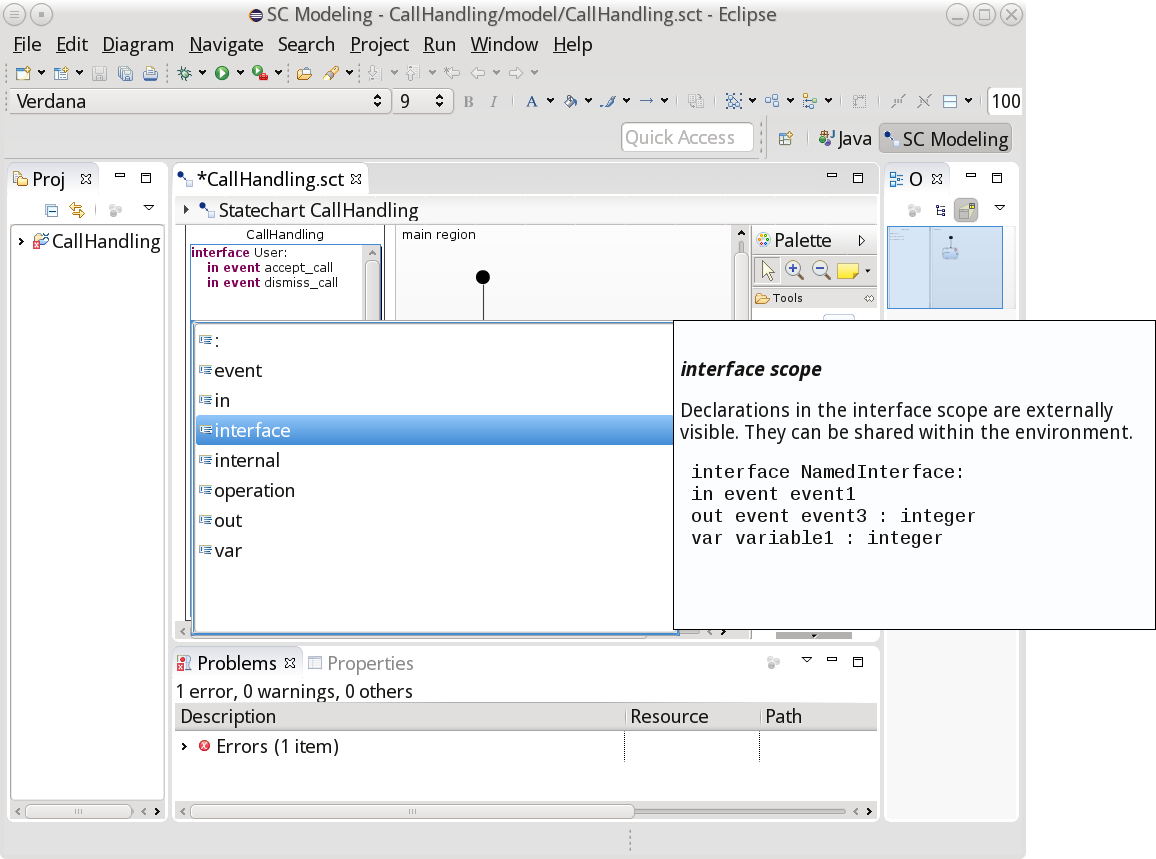 SC Modeling - CallHandling/model/CallHandling.sct - Eclipse
File Edit Diagram Navigate Search Project Run Window Help
Verdana 9 100
Quick Access Java SC Modeling
Proj *CallHandling.sct O
Statechart CallHandling
CallHandling
CallHandling main region
interface User:
in event accept_call
in event dismiss_call
Palette
Tools
:
event
in
interface
internal
operation
out
var
interface scope
Declarations in the interface scope are externally
visible. They can be shared within the environment.
interface NamedInterface:
in event event1
out event event3 : integer
var variable1 : integer
Problems Properties
1 error, 0 warnings, 0 others
Description Resource Path
Errors (1 item)